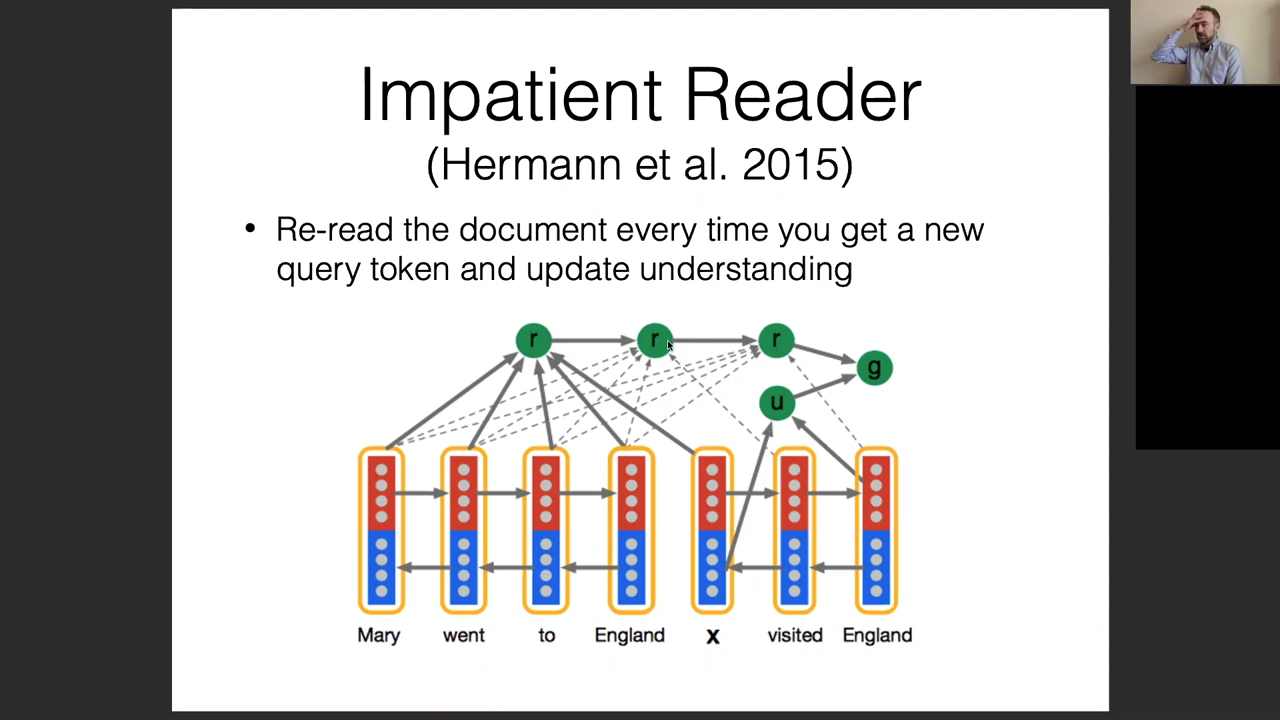 Impatient Reader
(Hermann et al. 2015)
• Re-read the document every time you get a new
query token and update understanding
r r r
g
u
Mary went to England x visited England